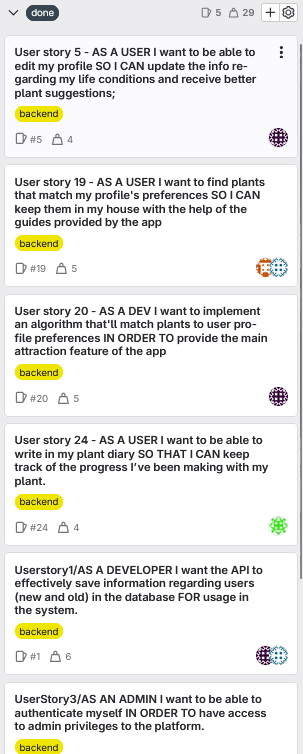 done 5 29
User story 5 - AS A USER I want to be able to
edit my profile SO I CAN update the info re-
garding my life conditions and receive better
plant suggestions;
backend
#5 4
User story 19 - AS A USER I want to find plants
that match my profile's preferences SO I CAN
keep them in my house with the help of the
guides provided by the app
backend
#19 5
User story 20 - AS A DEV I want to implement
an algorithm that'll match plants to user pro-
file preferences IN ORDER TO provide the main
attraction feature of the app
backend
#20 5
User story 24 - AS A USER I want to be able to
write in my plant diary SO THAT I CAN keep
track of the progress I've been making with my
plant.
backend
#24 4
Userstory1/AS A DEVELOPER I want the API to
effectively save information regarding users
(new and old) in the database FOR usage in
the system.
backend
#1 6
UserStory3/AS AN ADMIN I want to be able to
authenticate myself IN ORDER TO have access
to admin privileges to the platform.
backend